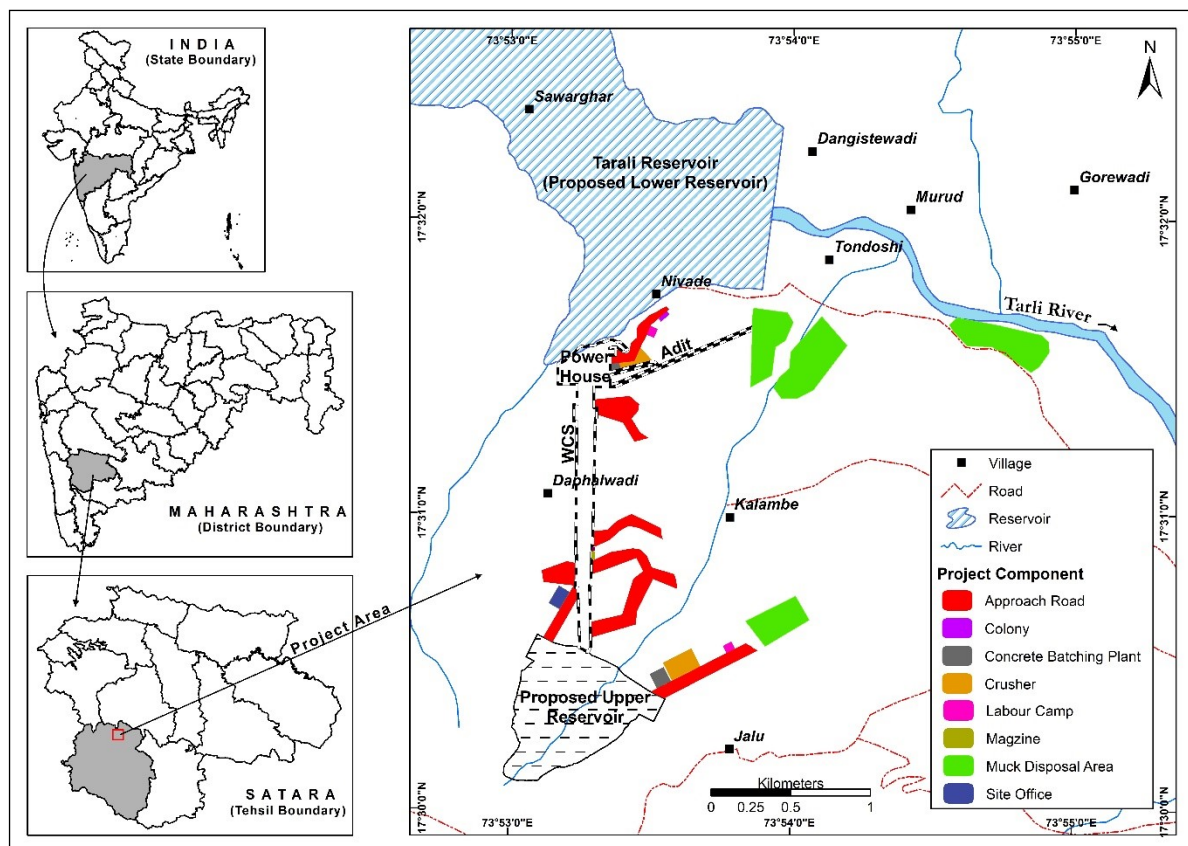 I N D I A
(State Boundary)
M A H A R A S H T R A
(District Boundary)
S A T A R A
(Tehsil Boundary)
Project Area
73°53'0"E
73°54'0"E
73°55'0"E
N
Sawarghar
Dangistewadi
Tarali Reservoir
(Proposed Lower Reservoir)
Gorewadi
Murud
17°32'0"N
17°32'0"N
Tondoshi
Nivade
Tarli River
Power
House
Adit
WCS
Daphalwadi
Kalambe
17°31'0"N
17°31'0"N
Proposed Upper
Reservoir
Jalu
Kilometers
0 0.25 0.5 1
17°30'0"N
17°30'0"N
73°53'0"E
73°54'0"E
73°55'0"E
Village
Road
Reservoir
River
Project Component
Approach Road
Colony
Concrete Batching Plant
Crusher
Labour Camp
Magzine
Muck Disposal Area
Site Office